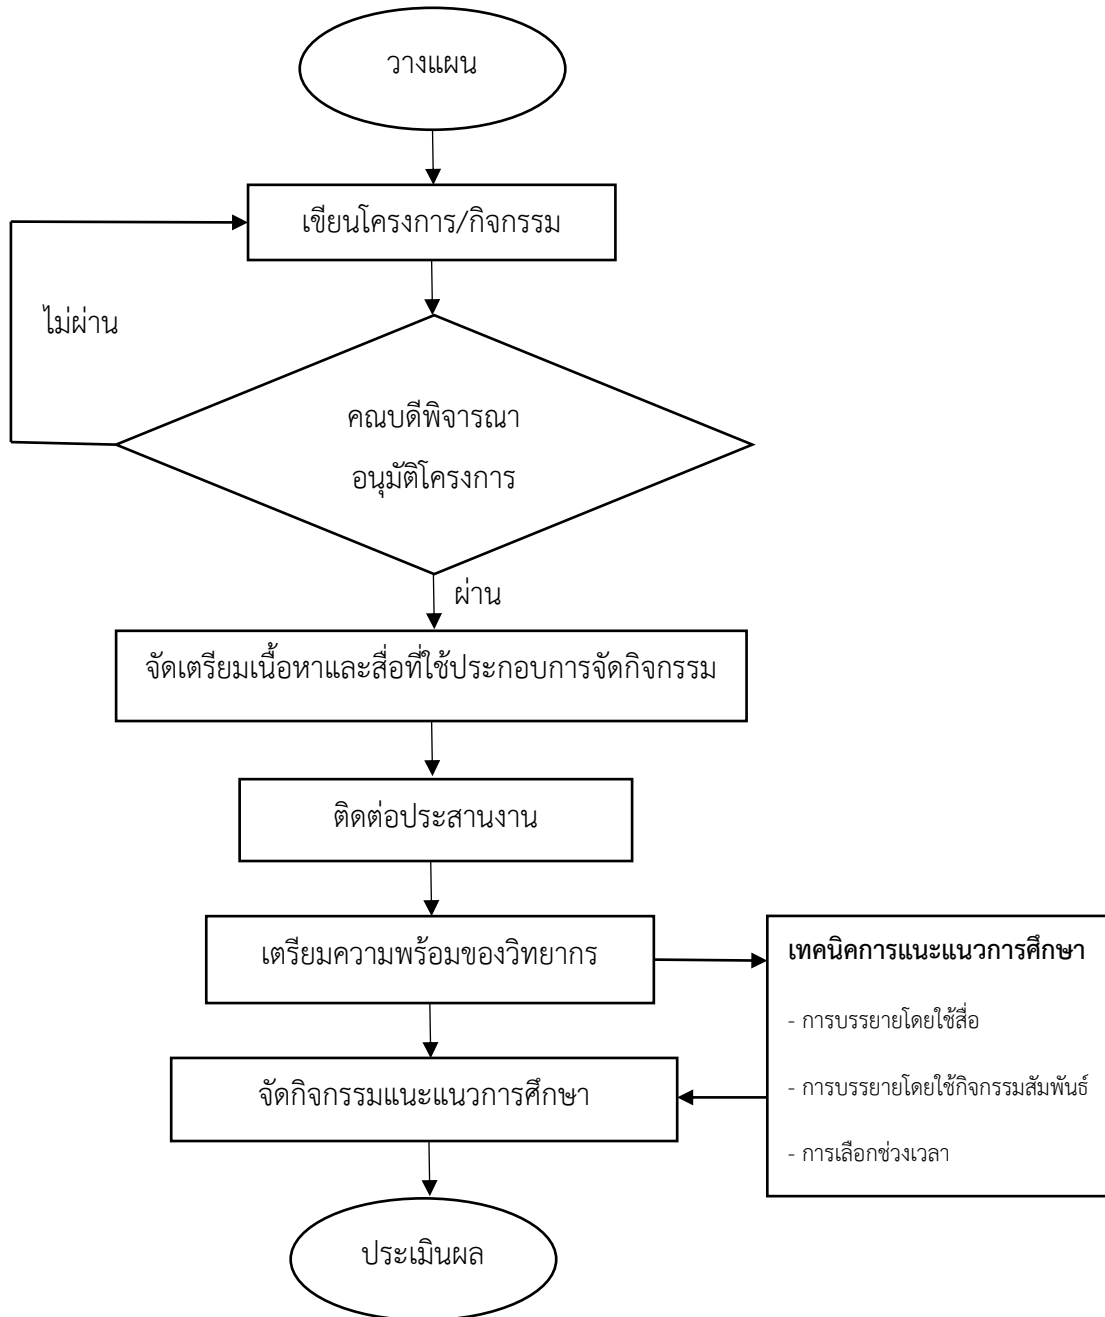 วางแผน
เขียนโครงการ/กิจกรรม
ไม่ผ่าน
คณบดีพิจารณา
อนุมัติโครงการ
ผ่าน
จัดเตรียมเนื้อหาและสื่อที่ใช้ประกอบการจัดกิจกรรม
ติดต่อประสานงาน
เตรียมความพร้อมของวิทยากร
เทคนิคการแนะแนวการศึกษา
- การบรรยายโดยใช้สื่อ
- การบรรยายโดยใช้กิจกรรมสัมพันธ์
- การเลือกช่วงเวลา
จัดกิจกรรมแนะแนวการศึกษา
ประเมินผล